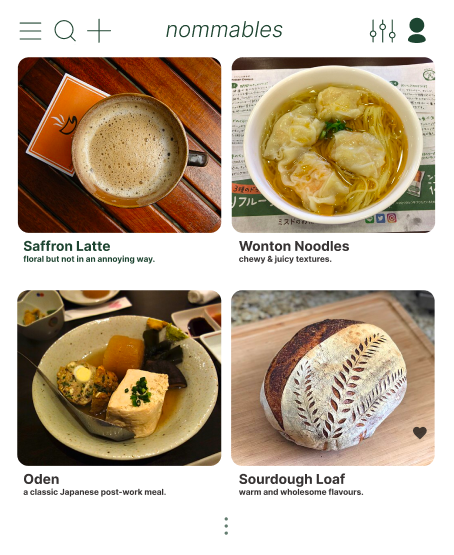 nommables
Saffron Latte
floral but not in an annoying way.
Wonton Noodles
chewy & juicy textures.
Oden
a classic Japanese post-work meal.
Sourdough Loaf
warm and wholesome flavours.